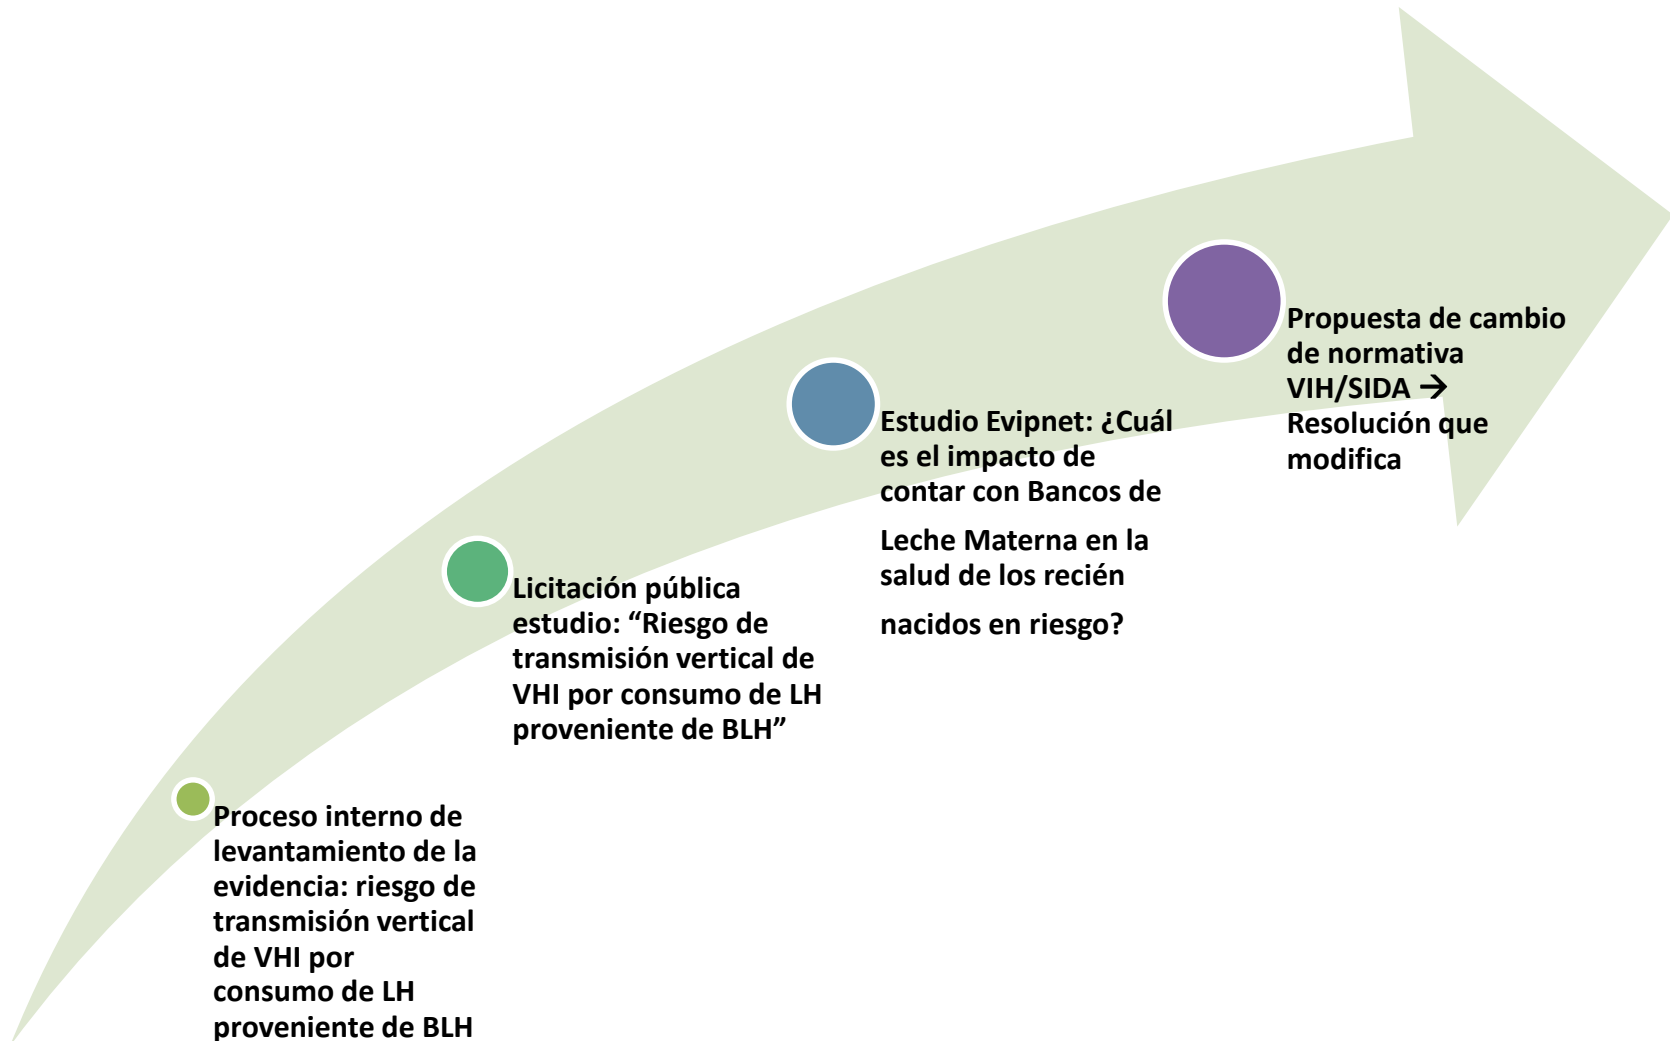 Proceso interno de
levantamiento de la
evidencia: riesgo de
transmisión vertical
de VHI por
consumo de LH
proveniente de BLH
Licitación pública
estudio: “Riesgo de
transmisión vertical de
VHI por consumo de LH
proveniente de BLH”
Estudio Evipnet: ¿Cuál
es el impacto de
contar con Bancos de
Leche Materna en la
salud de los recién
nacidos en riesgo?
Propuesta de cambio
de normativa
VIH/SIDA →
Resolución que
modifica